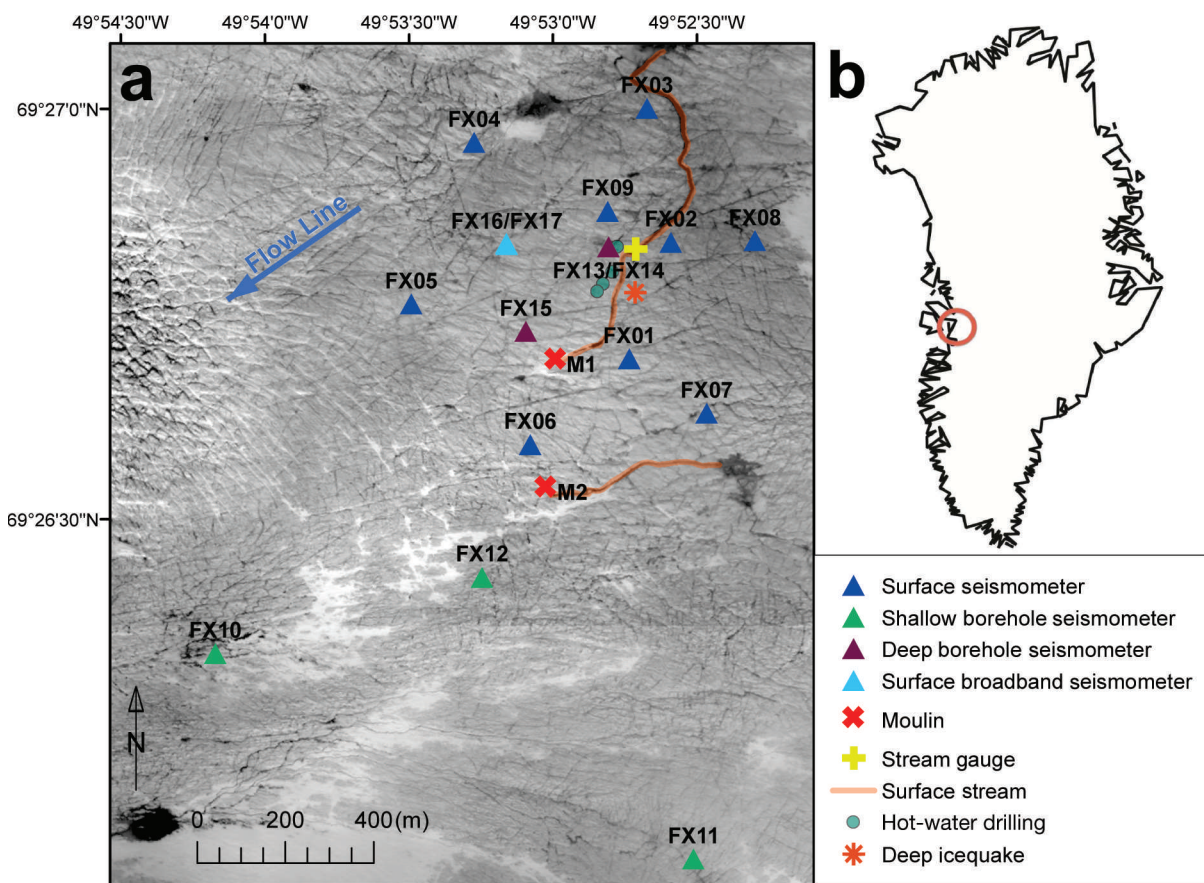 49°54'30"W 49°54'0"W 49°53'30"W 49°53'0"W 49°52'30"W
a
b
69°27'0"N
FX03
FX04
FX09
FX16/FX17
FX02
FX08
Flow Line
FX13/FX14
FX05
FX15
FX01
M1
FX07
FX06
M2
69°26'30"N
FX12
FX10
N
0 200 400(m)
FX11
Surface seismometer
Shallow borehole seismometer
Deep borehole seismometer
Surface broadband seismometer
Moulin
Stream gauge
Surface stream
Hot-water drilling
Deep icequake